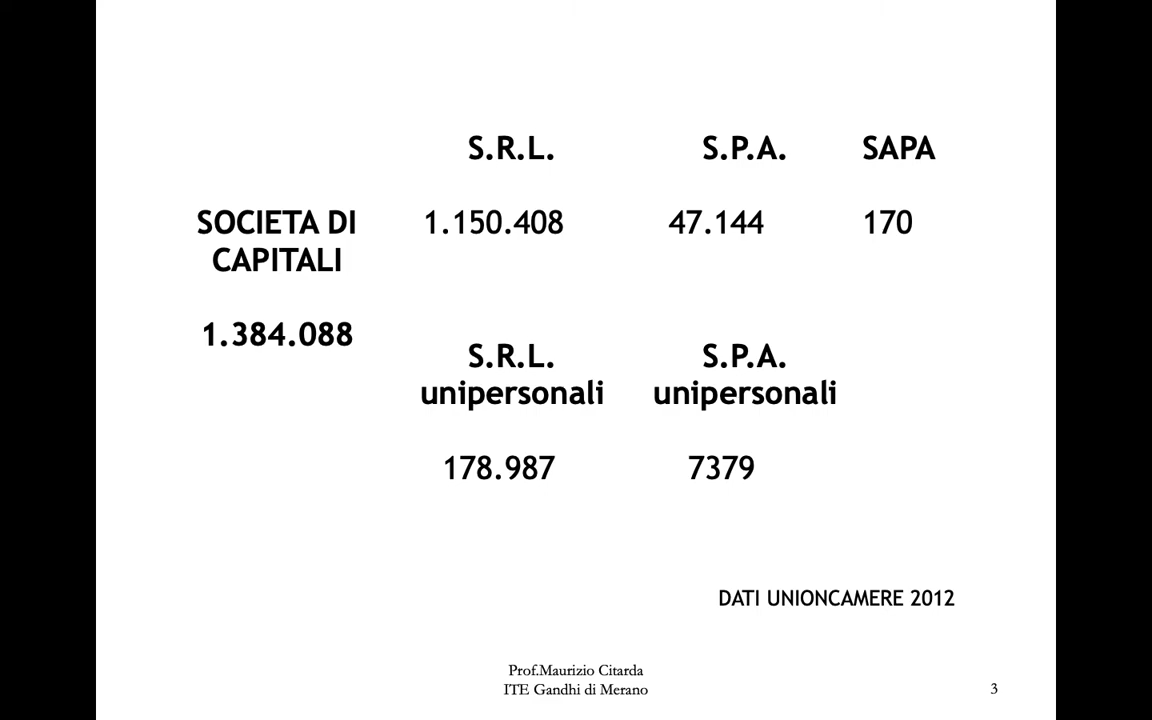 S.R.L. S.P.A. SAPA
SOCIETA DI 1.150.408 47.144 170
CAPITALI
1.384.088
S.R.L. S.P.A.
unipersonali unipersonali
178.987 7379
DATI UNIONCAMERE 2012
Prof.Maurizio Citarda
ITE Gandhi di Merano 3